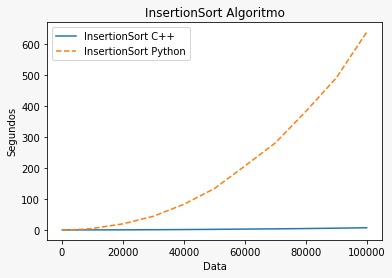 InsertionSort Algoritmo
InsertionSort C++
InsertionSort Python
Segundos
600
500
400
300
200
100
0
0 20000 40000 60000 80000 100000
Data